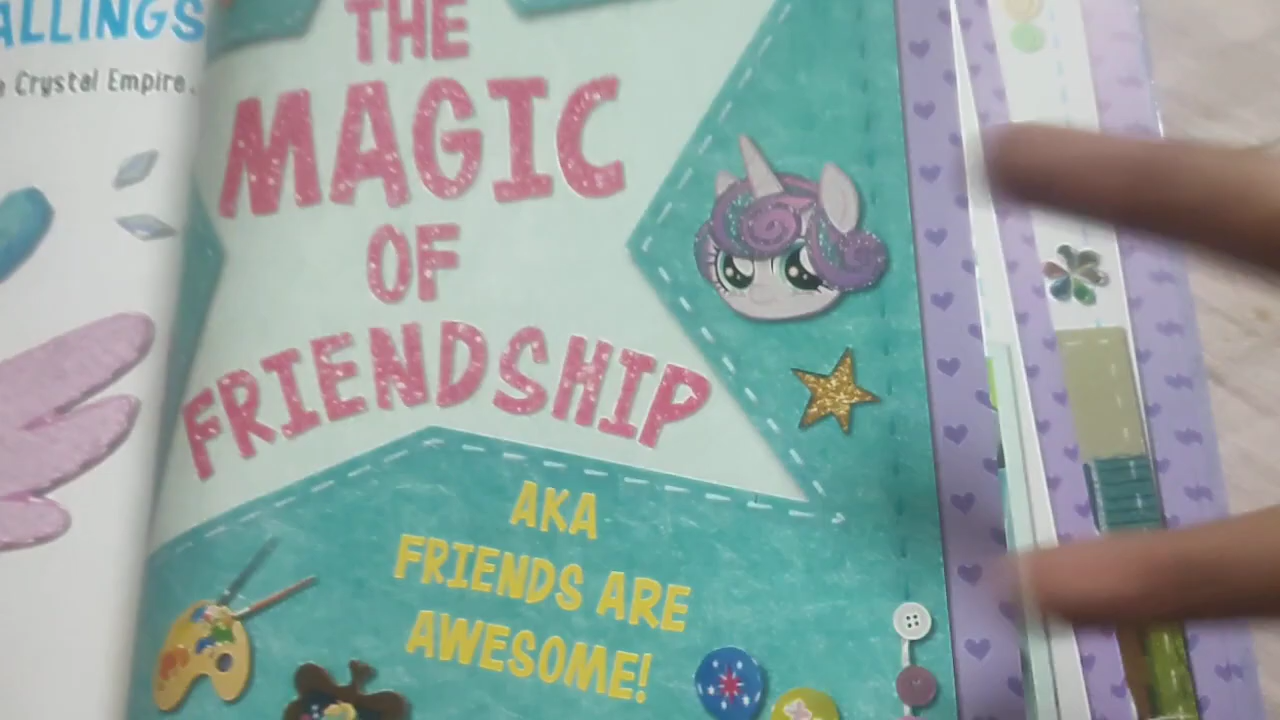 ALLINGS
Crystal Empire.
THE
MAGIC
OF
FRIENDSHIP
AKA
FRIENDS ARE
AWESOME!